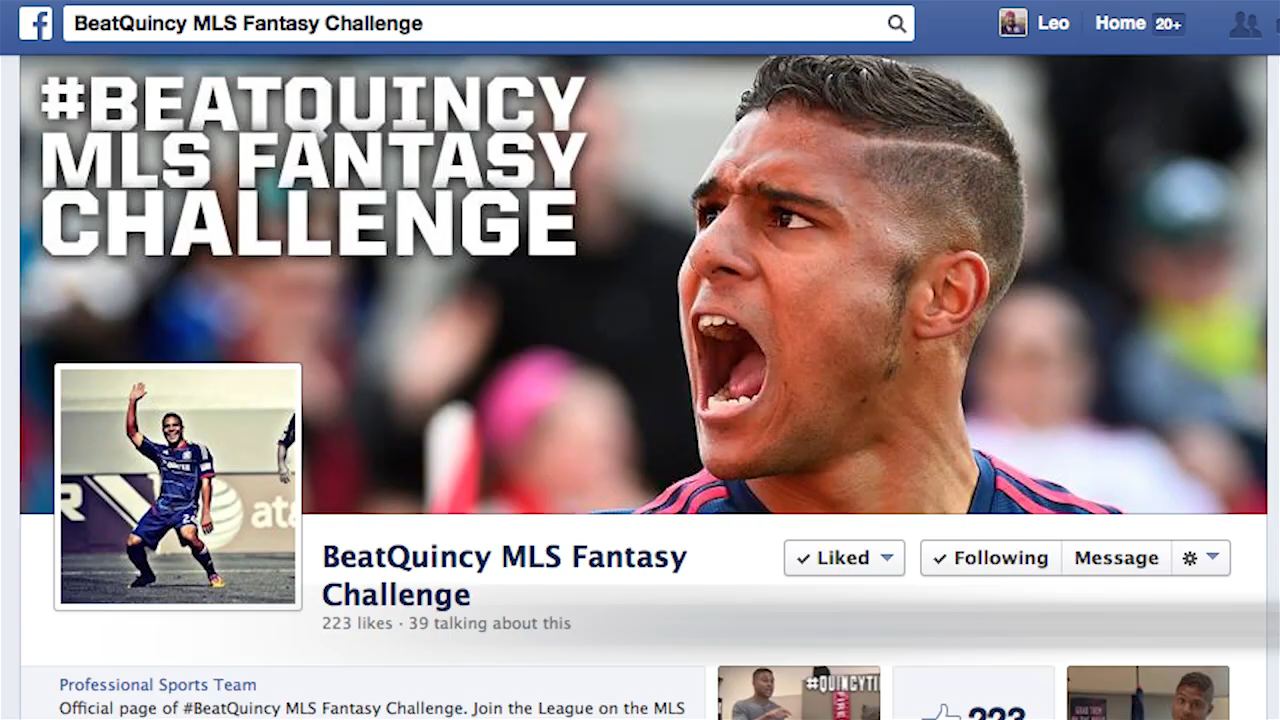 BeatQuincy MLS Fantasy Challenge
Leo
Home 20+
#BEATQUINCY
MLS FANTASY
CHALLENGE
at&
BeatQuincy MLS Fantasy
Challenge
223 likes · 39 talking about this
Liked
Following
Message
Professional Sports Team
Official page of #BeatQuincy MLS Fantasy Challenge. Join the League on the MLS
#QUINCYTI
223